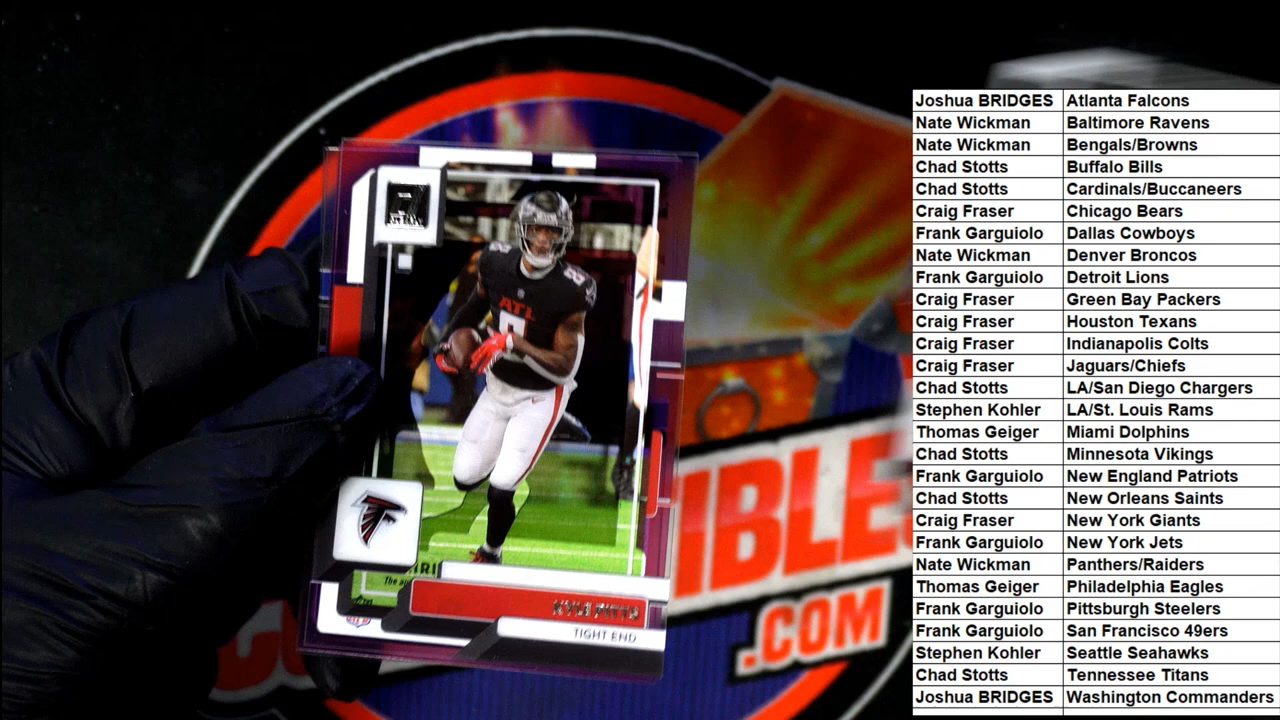 ATL
8
KYLE PITTS
TIGHT END
IBLE
.COM
Joshua BRIDGES Atlanta Falcons
Nate Wickman Baltimore Ravens
Nate Wickman Bengals/Browns
Chad Stotts Buffalo Bills
Chad Stotts Cardinals/Buccaneers
Craig Fraser Chicago Bears
Frank Garguiolo Dallas Cowboys
Nate Wickman Denver Broncos
Frank Garguiolo Detroit Lions
Craig Fraser Green Bay Packers
Craig Fraser Houston Texans
Craig Fraser Indianapolis Colts
Craig Fraser Jaguars/Chiefs
Chad Stotts LA/San Diego Chargers
Stephen Kohler LA/St. Louis Rams
Thomas Geiger Miami Dolphins
Chad Stotts Minnesota Vikings
Frank Garguiolo New England Patriots
Chad Stotts New Orleans Saints
Craig Fraser New York Giants
Frank Garguiolo New York Jets
Nate Wickman Panthers/Raiders
Thomas Geiger Philadelphia Eagles
Frank Garguiolo Pittsburgh Steelers
Frank Garguiolo San Francisco 49ers
Stephen Kohler Seattle Seahawks
Chad Stotts Tennessee Titans
Joshua BRIDGES Washington Commanders